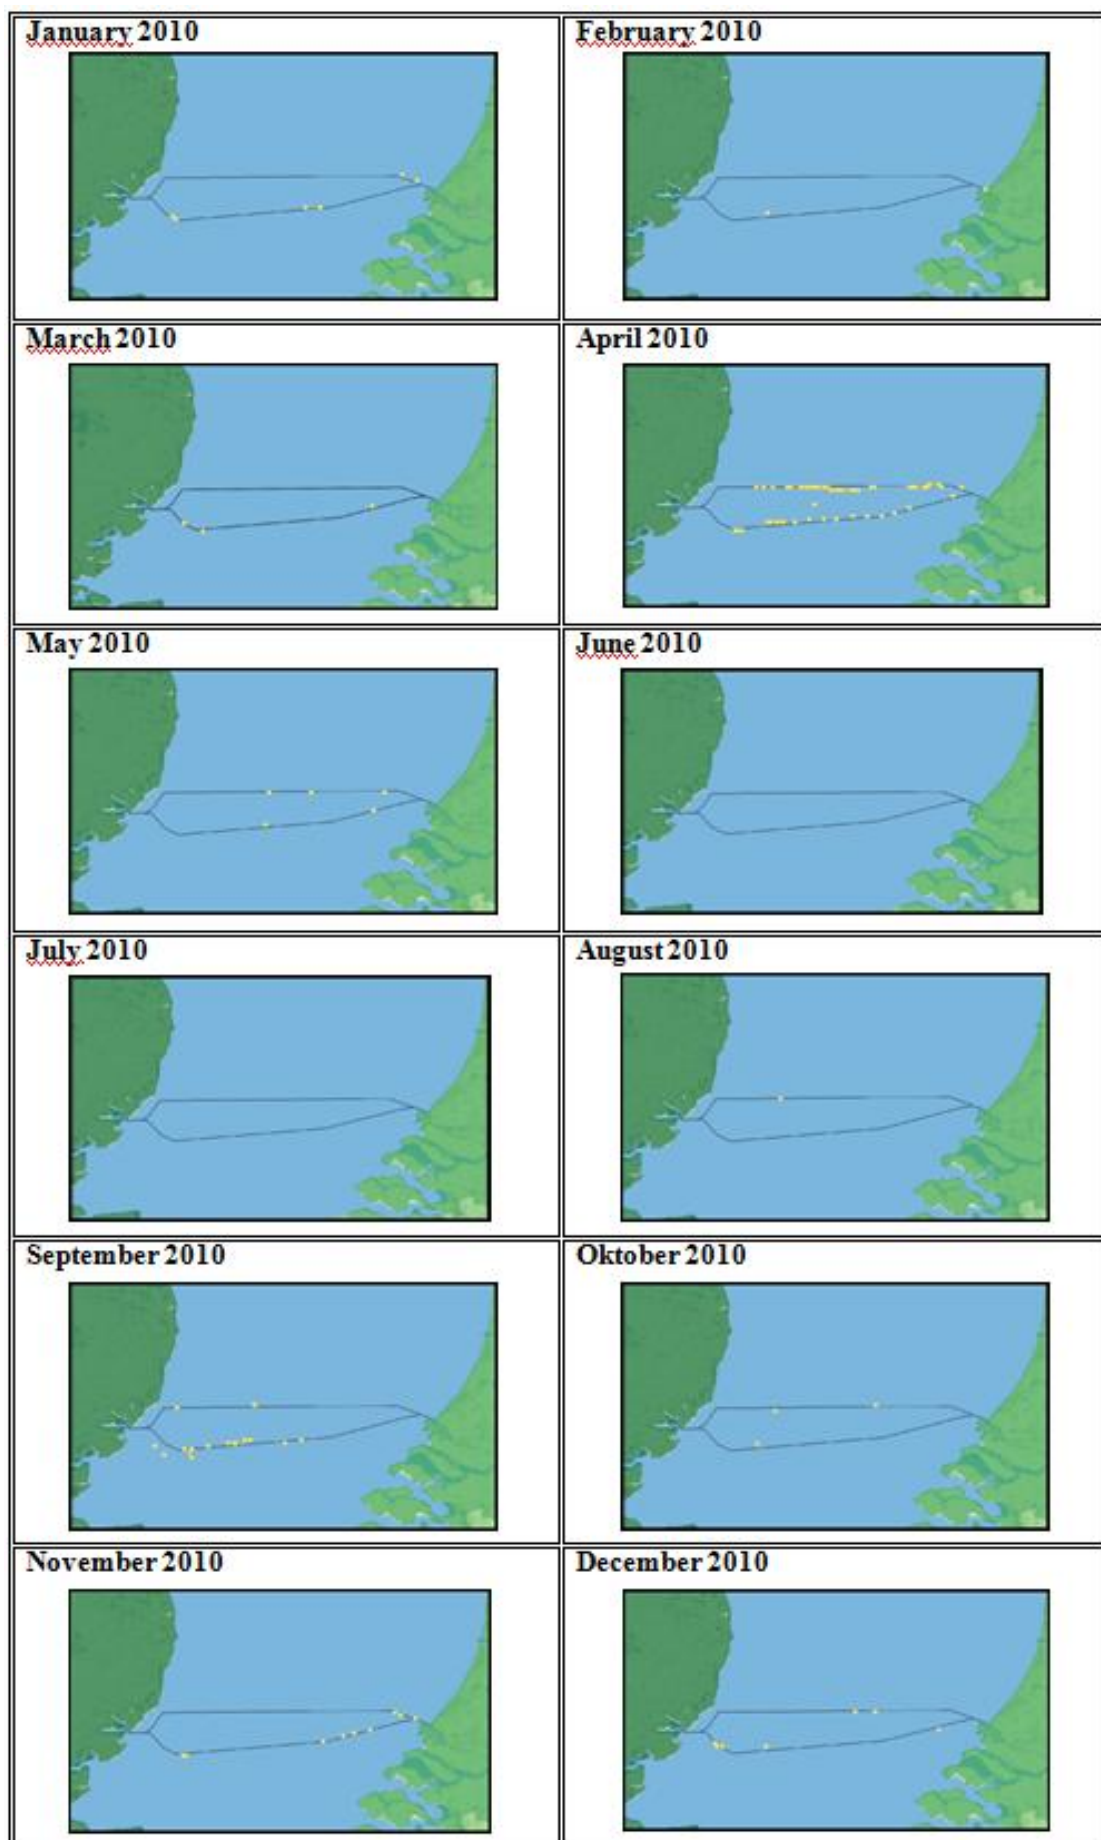 January 2010
February 2010
March 2010
April 2010
May 2010
June 2010
July 2010
August 2010
September 2010
Oktober 2010
November 2010
December 2010